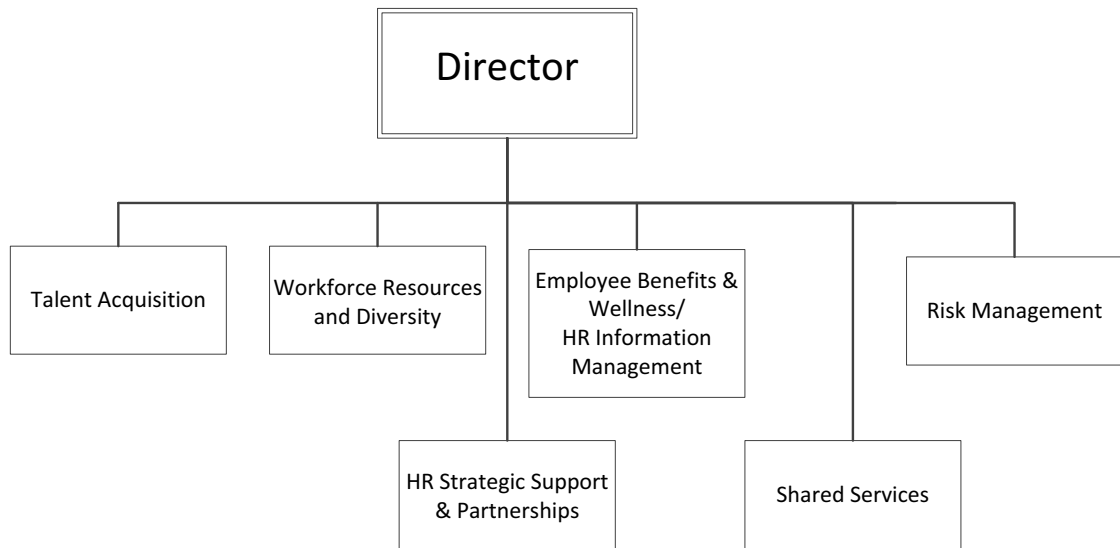 Director
Talent Acquisition
Workforce Resources
and Diversity
Employee Benefits &
Wellness/
HR Information
Management
Risk Management
HR Strategic Support
& Partnerships
Shared Services